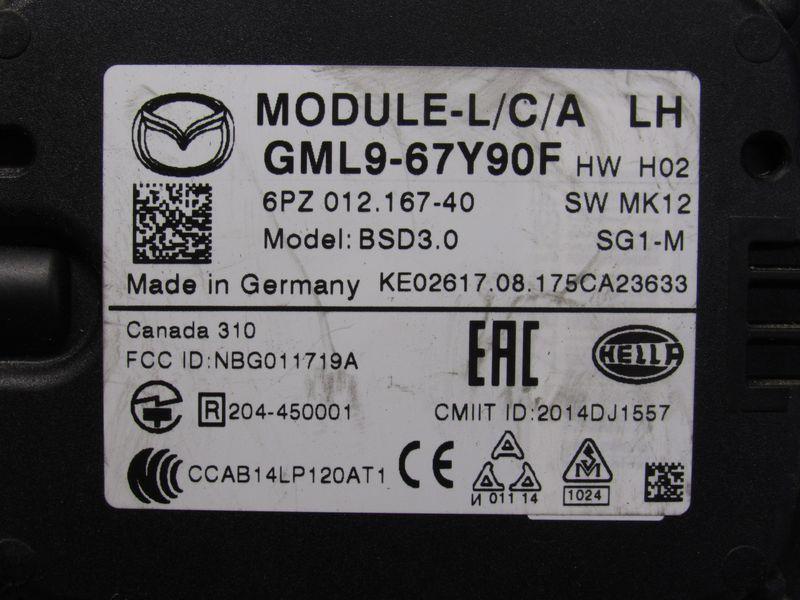 MODULE-L/C/A LH
GML9-67Y90F HW H02
6PZ 012.167-40 SW MK12
Model: BSD3.0 SG1-M
Made in Germany KE02617.08.175CA23633
Canada 310
FCC ID:NBG011719A
EAC
HELLA
R 204-450001
CMIIT ID:2014DJ1557
CCAB14LP120AT1
CE
И 011 14
1024